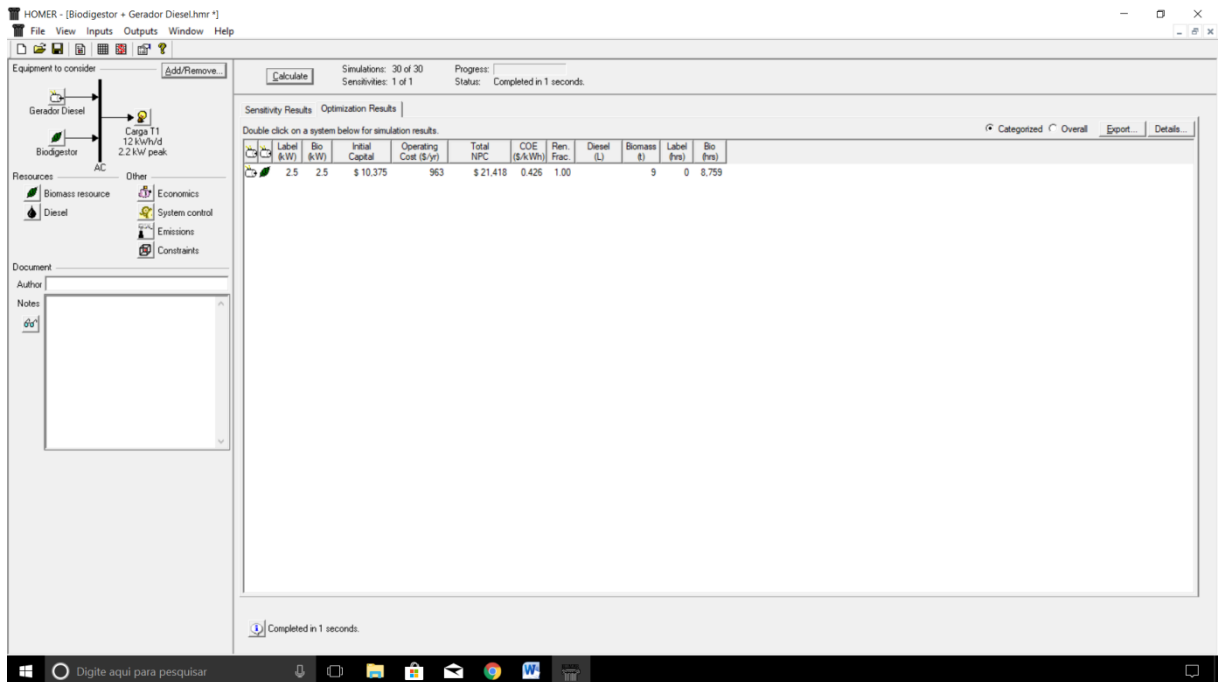 HOMER - [Biodigestor + Gerador Diesel.hmr *]
File View Inputs Outputs Window Help
Equipment to consider Add/Remove...
Gerador Diesel
Biodigestor
Carga T1
12 kWh/d
2.2 kW peak
AC
Resources Other
Biomass resource Economics
Diesel System control
Emissions
Constraints
Document
Author
Notes
Calculate
Simulations: 30 of 30 Progress:
Sensitivities: 1 of 1 Status: Completed in 1 seconds.
Sensitivity Results Optimization Results
Double click on a system below for simulation results. Categorized Overall Export... Details...
Label (kW) Bio (kW) Initial Capital Operating Cost ($/yr) Total NPC COE ($/kWh) Ren. Frac. Diesel (L) Biomass (t) Label (hrs) Bio (hrs)
2.5 2.5 $ 10,375 963 $ 21,418 0.426 1.00 9 0 8,759
Completed in 1 seconds.
Digite aqui para pesquisar